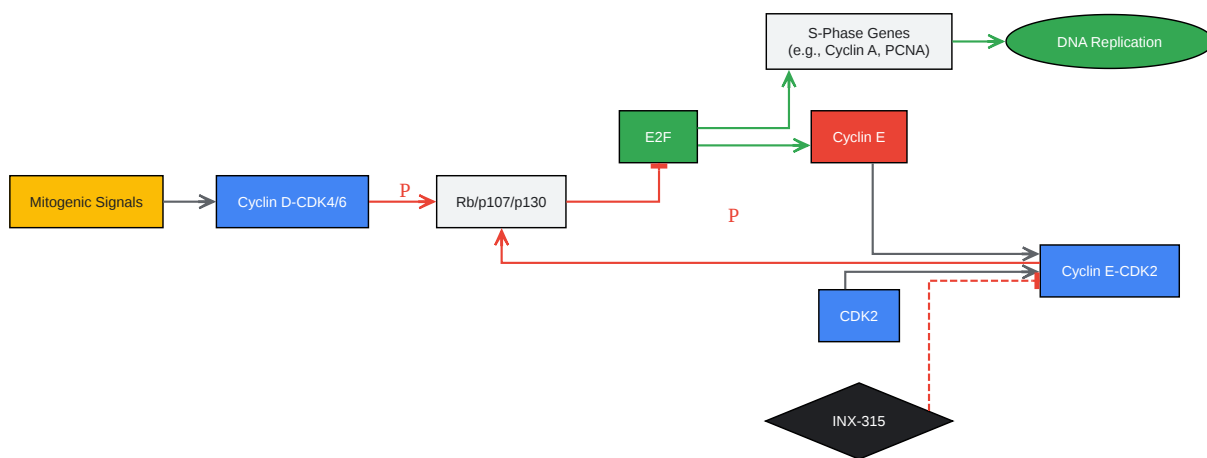 S-Phase Genes
(e.g., Cyclin A, PCNA)
DNA Replication
E2F
Cyclin E
Mitogenic Signals
Cyclin D-CDK4/6
P
Rb/p107/p130
P
Cyclin E-CDK2
CDK2
INX-315